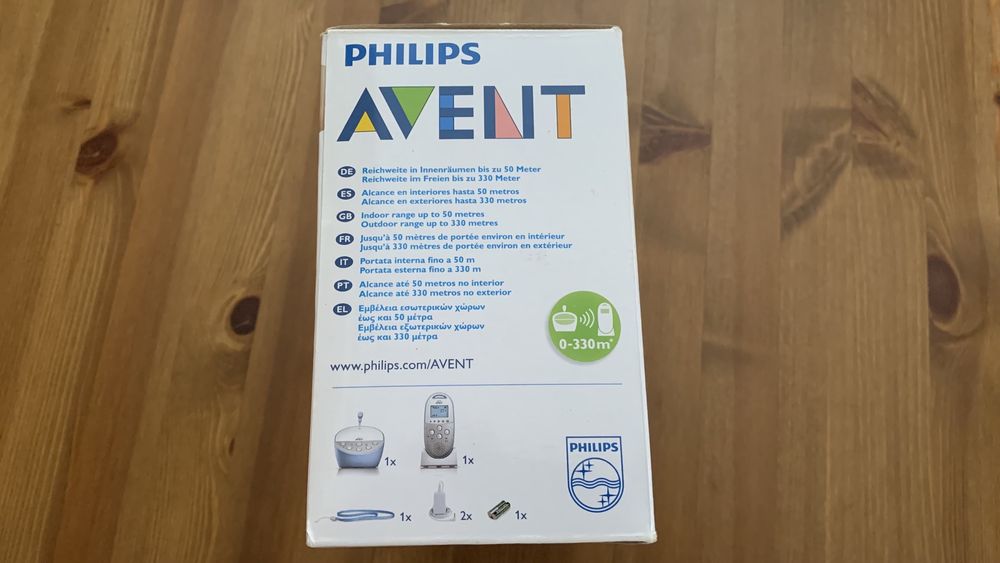 PHILIPS
AVENT
DE Reichweite in Innenräumen bis zu 50 Meter
Reichweite im Freien bis zu 330 Meter
ES Alcance en interiores hasta 50 metros
Alcance en exteriores hasta 330 metros
GB Indoor range up to 50 metres
Outdoor range up to 330 metres
FR Jusqu'à 50 mètres de portée environ en intérieur
Jusqu'à 330 mètres de portée environ en extérieur
IT Portata interna fino a 50 m
Portata esterna fino a 330 m
PT Alcance até 50 metros no interior
Alcance até 330 metros no exterior
EL Εμβέλεια εσωτερικών χώρων
έως και 50 μέτρα
Εμβέλεια εξωτερικών χώρων
έως και 330 μέτρα
0-330m*
www.philips.com/AVENT
1x
1x
PHILIPS
1x
2x
1x